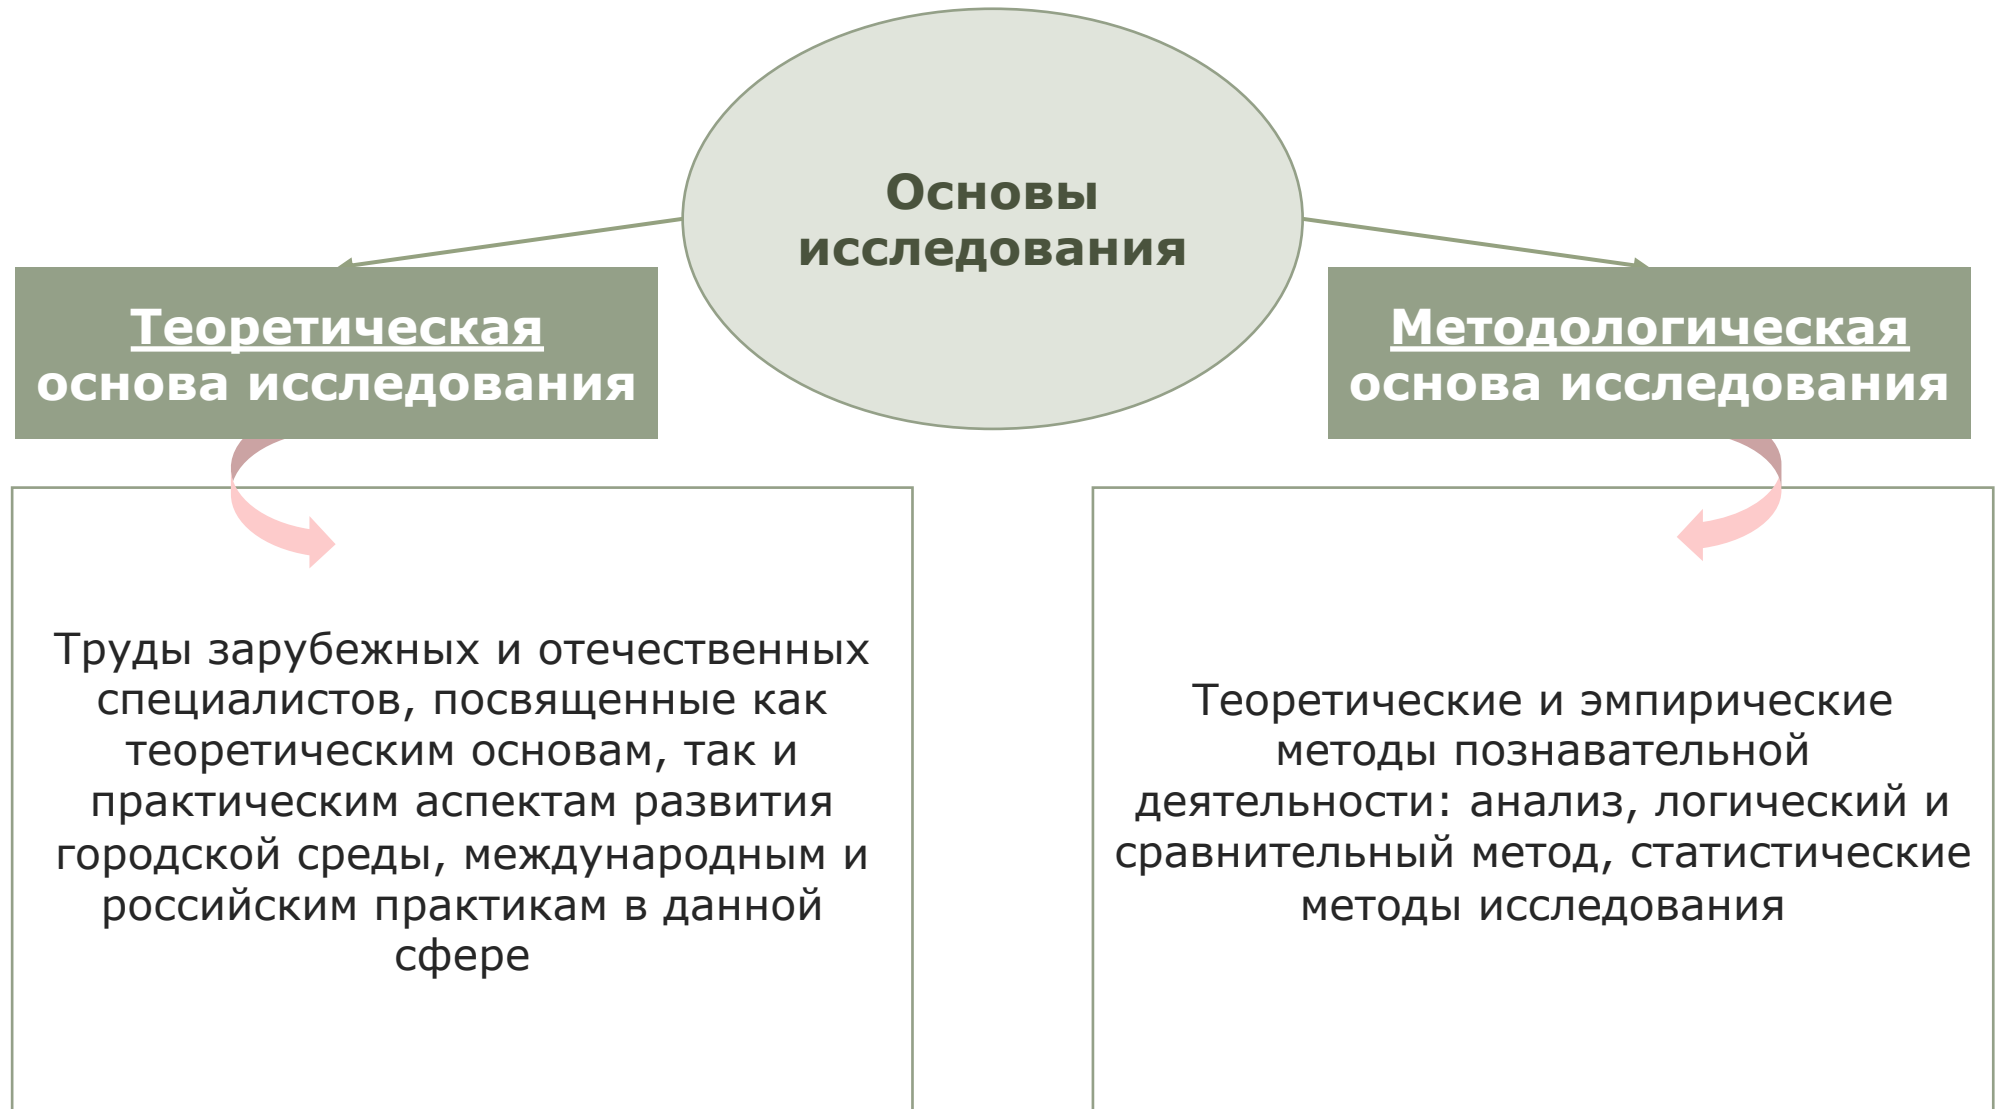 Основы
исследования
Теоретическая
основа исследования
Методологическая
основа исследования
Труды зарубежных и отечественных
специалистов, посвященные как
теоретическим основам, так и
практическим аспектам развития
городской среды, международным и
российским практикам в данной
сфере
Теоретические и эмпирические
методы познавательной
деятельности: анализ, логический и
сравнительный метод, статистические
методы исследования